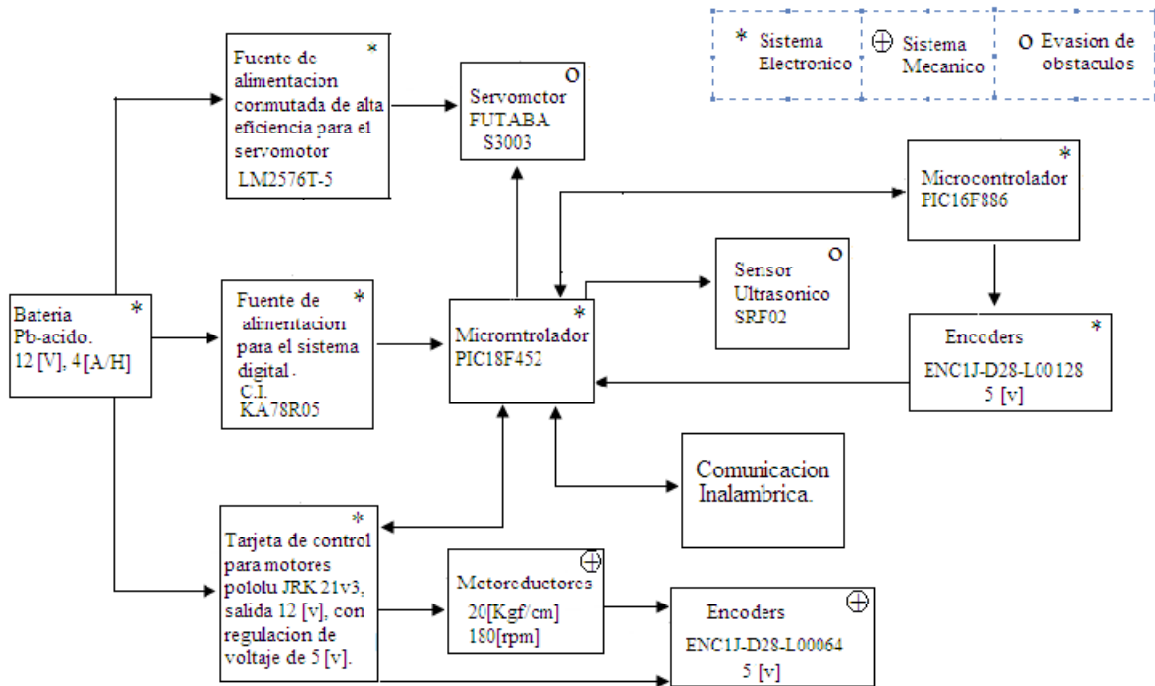 * Sistema
Electronico
Sistema
Mecanico
Evasion de
obstaculos
Fuente de *
alimentacion
conmutada de alta
eficiencia para el
servomotor
LM2576T-5
Servomotor
FUTABA
S3003
*
Microcontrolador
PIC16F886
Sensor
Ultrasonico
SRF02
Bateria *
Pb-acido.
12 [V], 4[A/H]
Fuente de *
alimentacion
para el sistema
digital.
C.I.
KA78R05
*
Microrntrolador
PIC18F452
Encoders *
ENC1J-D28-L00128
5 [v]
Comunicacion
Inalambrica.
*
Tarjeta de control
para motores
pololu JRK 21v3,
salida 12 [v], con
regulacion de
voltaje de 5 [v].
Motoreductores
20[Kgf/cm]
180[rpm]
Encoders
ENC1J-D28-L00064
5 [v]